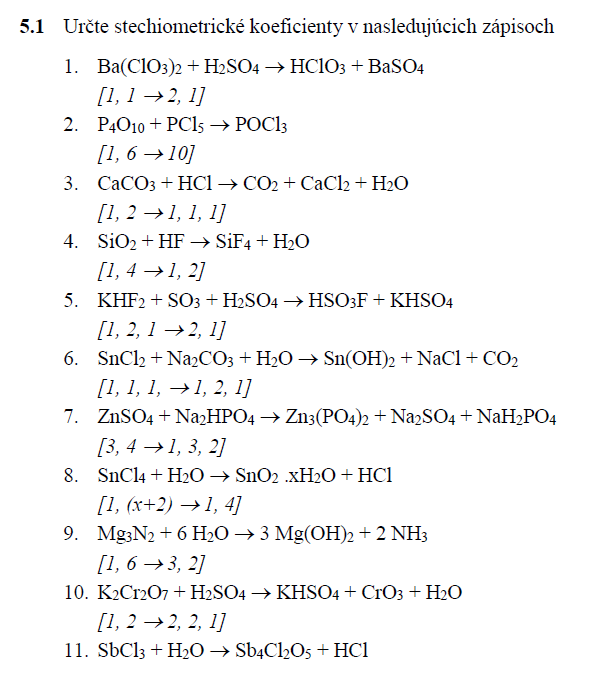 5.1 Určte stechiometrické koeficienty v nasledujúcich zápisoch
1. Ba(ClO3)2 + H2SO4 → HClO3 + BaSO4
[1, 1 → 2, 1]
2. P4O10 + PCl5 → POCl3
[1, 6 → 10]
3. CaCO3 + HCl → CO2 + CaCl2 + H2O
[1, 2 → 1, 1, 1]
4. SiO2 + HF → SiF4 + H2O
[1, 4 → 1, 2]
5. KHF2 + SO3 + H2SO4 → HSO3F + KHSO4
[1, 2, 1 → 2, 1]
6. SnCl2 + Na2CO3 + H2O → Sn(OH)2 + NaCl + CO2
[1, 1, 1, → 1, 2, 1]
7. ZnSO4 + Na2HPO4 → Zn3(PO4)2 + Na2SO4 + NaH2PO4
[3, 4 → 1, 3, 2]
8. SnCl4 + H2O → SnO2 .xH2O + HCl
[1, (x+2) → 1, 4]
9. Mg3N2 + 6 H2O → 3 Mg(OH)2 + 2 NH3
[1, 6 → 3, 2]
10. K2Cr2O7 + H2SO4 → KHSO4 + CrO3 + H2O
[1, 2 → 2, 2, 1]
11. SbCl3 + H2O → Sb4Cl2O5 + HCl